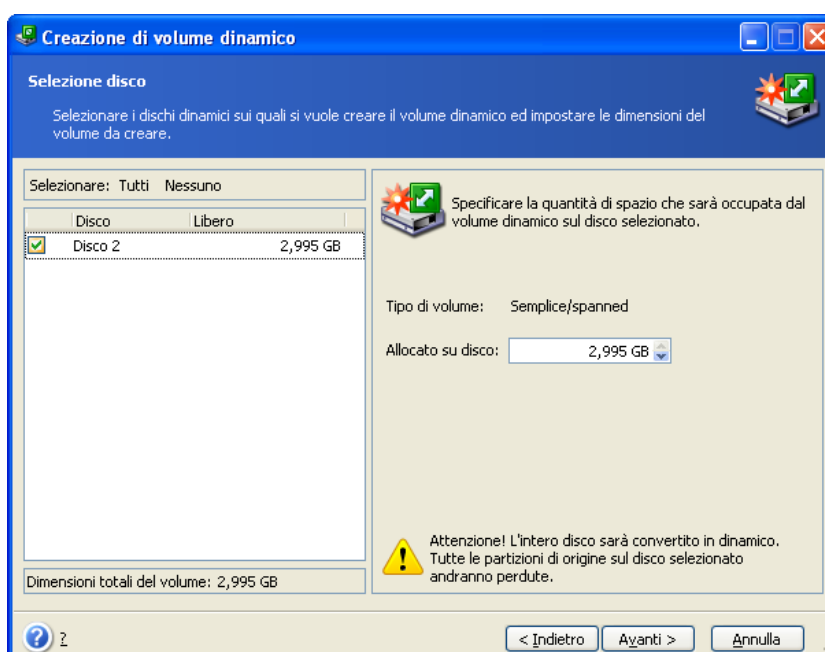 Creazione di volume dinamico
Selezione disco
Selezionare i dischi dinamici sui quali si vuole creare il volume dinamico ed impostare le dimensioni del
volume da creare.
Selezionare: Tutti Nessuno
Disco Libero
Disco 2 2,995 GB
Dimensioni totali del volume: 2,995 GB
Specificare la quantità di spazio che sarà occupata dal
volume dinamico sul disco selezionato.
Tipo di volume: Semplice/spanned
Allocato su disco: 2,995 GB
Attenzione! L'intero disco sarà convertito in dinamico.
Tutte le partizioni di origine sul disco selezionato
andranno perdute.
? < Indietro Avanti > Annulla